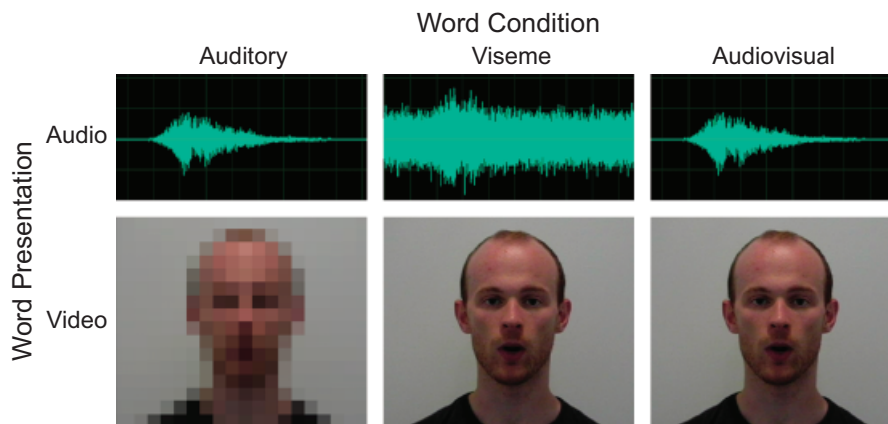 Word Condition
Auditory Viseme Audiovisual
Word Presentation
Audio
Video